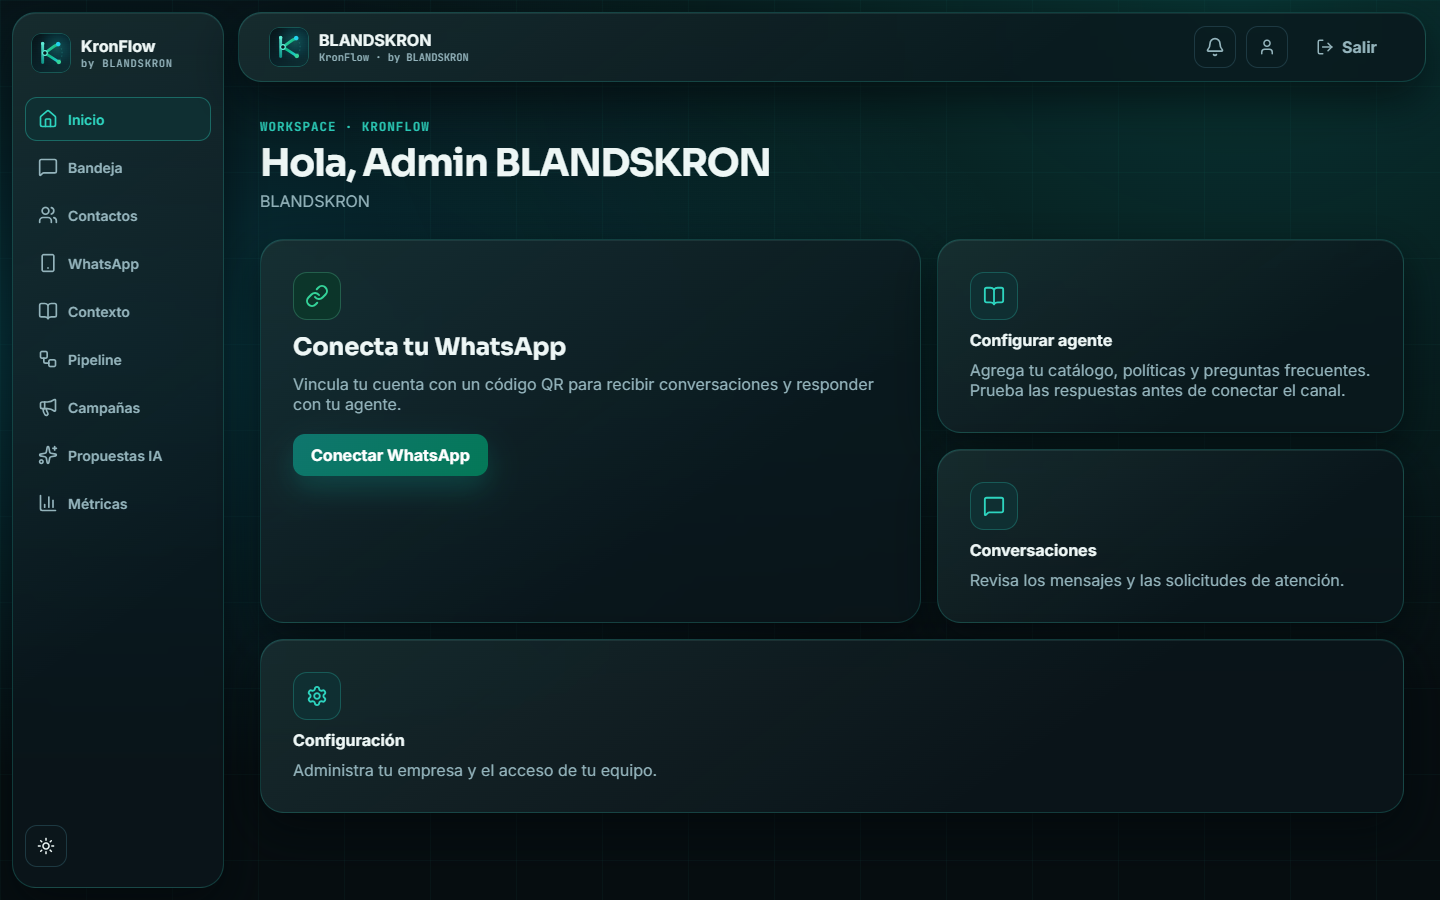 KronFlow
by BLANDSKRON
Inicio
Bandeja
Contactos
WhatsApp
Contexto
Pipeline
Campañas
Propuestas IA
Métricas
BLANDSKRON
KronFlow · by BLANDSKRON
Salir
WORKSPACE · KRONFLOW
Hola, Admin BLANDSKRON
BLANDSKRON
Conecta tu WhatsApp
Vincula tu cuenta con un código QR para recibir conversaciones y responder
con tu agente.
Conectar WhatsApp
Configurar agente
Agrega tu catálogo, políticas y preguntas frecuentes.
Prueba las respuestas antes de conectar el canal.
Conversaciones
Revisa los mensajes y las solicitudes de atención.
Configuración
Administra tu empresa y el acceso de tu equipo.